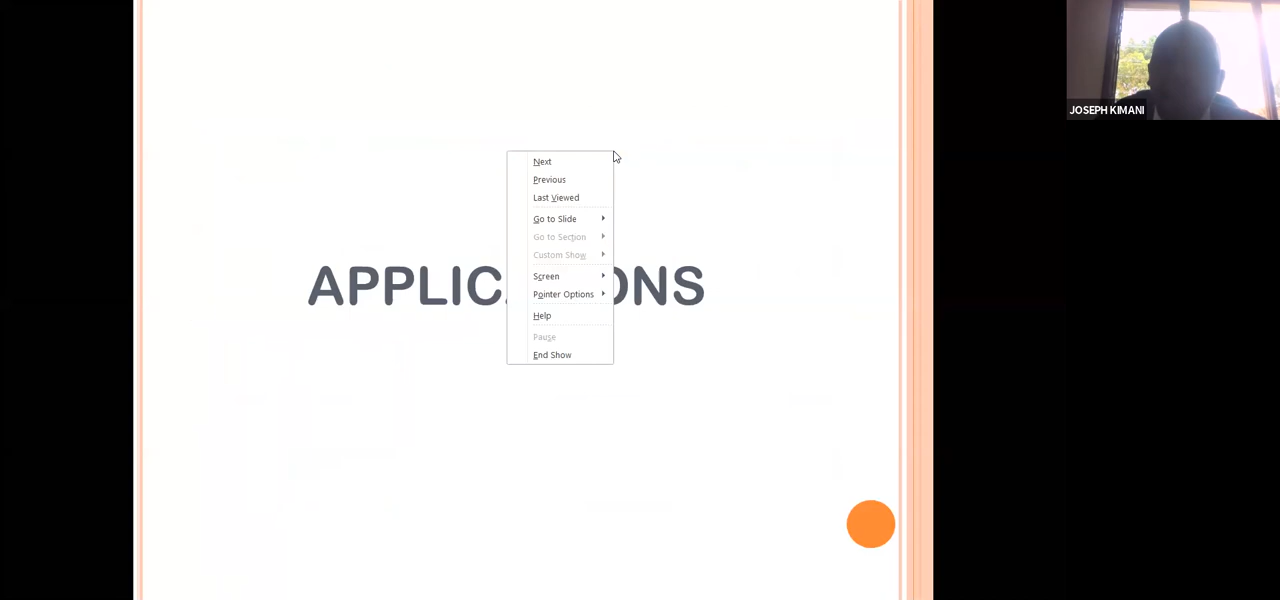 JOSEPH KIMANI
Next
Previous
Last Viewed
Go to Slide
Go to Section
Custom Show
Screen
Pointer Options
Help
Pause
End Show